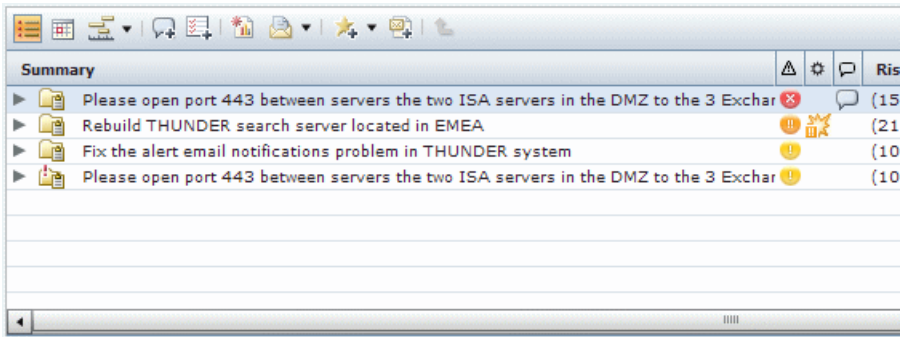 Summary
Ris
Please open port 443 between servers the two ISA servers in the DMZ to the 3 Exchar
(15
Rebuild THUNDER search server located in EMEA
(21
Fix the alert email notifications problem in THUNDER system
(10
Please open port 443 between servers the two ISA servers in the DMZ to the 3 Exchar
(10